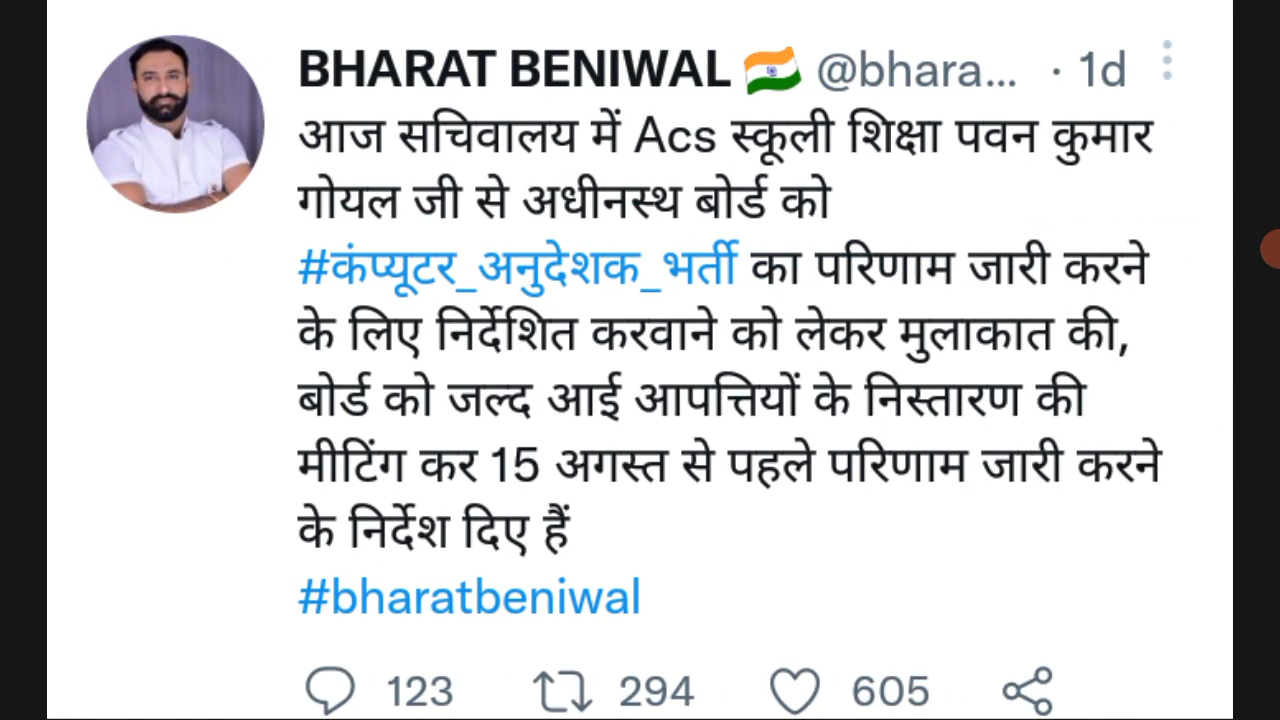 BHARAT BENIWAL 🇮🇳 @bhara... · 1d
आज सचिवालय में Acs स्कूली शिक्षा पवन कुमार
गोयल जी से अधीनस्थ बोर्ड को
#कंप्यूटर_अनुदेशक_भर्ती का परिणाम जारी करने
के लिए निर्देशित करवाने को लेकर मुलाकात की,
बोर्ड को जल्द आई आपत्तियों के निस्तारण की
मीटिंग कर 15 अगस्त से पहले परिणाम जारी करने
के निर्देश दिए हैं
#bharatbeniwal
123 294 605